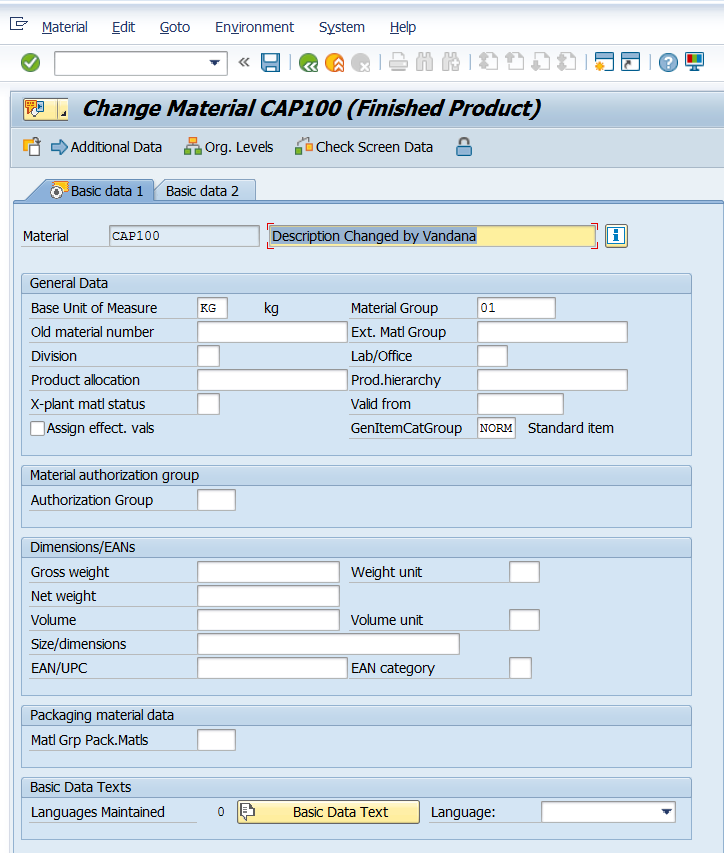 Material Edit Goto Environment System Help
Change Material CAP100 (Finished Product)
Additional Data Org. Levels Check Screen Data
Basic data 1 Basic data 2
Material CAP100 Description Changed by Vandana
General Data
Base Unit of Measure KG kg Material Group 01
Old material number Ext. Matl Group
Division Lab/Office
Product allocation Prod.hierarchy
X-plant matl status Valid from
Assign effect. vals GenItemCatGroup NORM Standard item
Material authorization group
Authorization Group
Dimensions/EANs
Gross weight Weight unit
Net weight
Volume Volume unit
Size/dimensions
EAN/UPC EAN category
Packaging material data
Matl Grp Pack.Matls
Basic Data Texts
Languages Maintained 0 Basic Data Text Language: